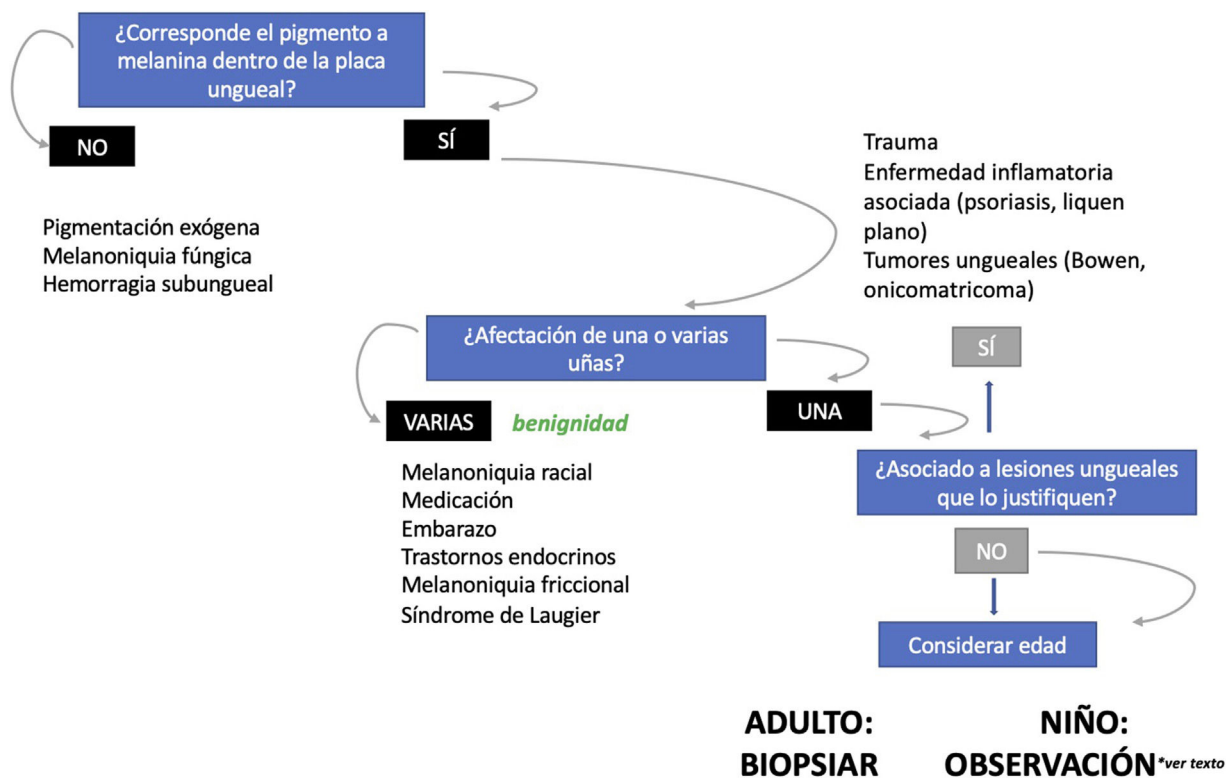 ¿Corresponde el pigmento a
melanina dentro de la placa
ungueal?
NO
SÍ
Pigmentación exógena
Melanoniquia fúngica
Hemorragia subungueal
¿Afectación de una o varias
uñas?
VARIAS
benignidad
UNA
Melanoniquia racial
Medicación
Embarazo
Trastornos endocrinos
Melanoniquia friccional
Síndrome de Laugier
Trauma
Enfermedad inflamatoria
asociada (psoriasis, liquen
plano)
Tumores ungueales (Bowen,
onicomatricoma)
SÍ
¿Asociado a lesiones ungueales
que lo justifiquen?
NO
Considerar edad
ADULTO:
BIOPSIAR
NIÑO:
OBSERVACIÓN*ver texto